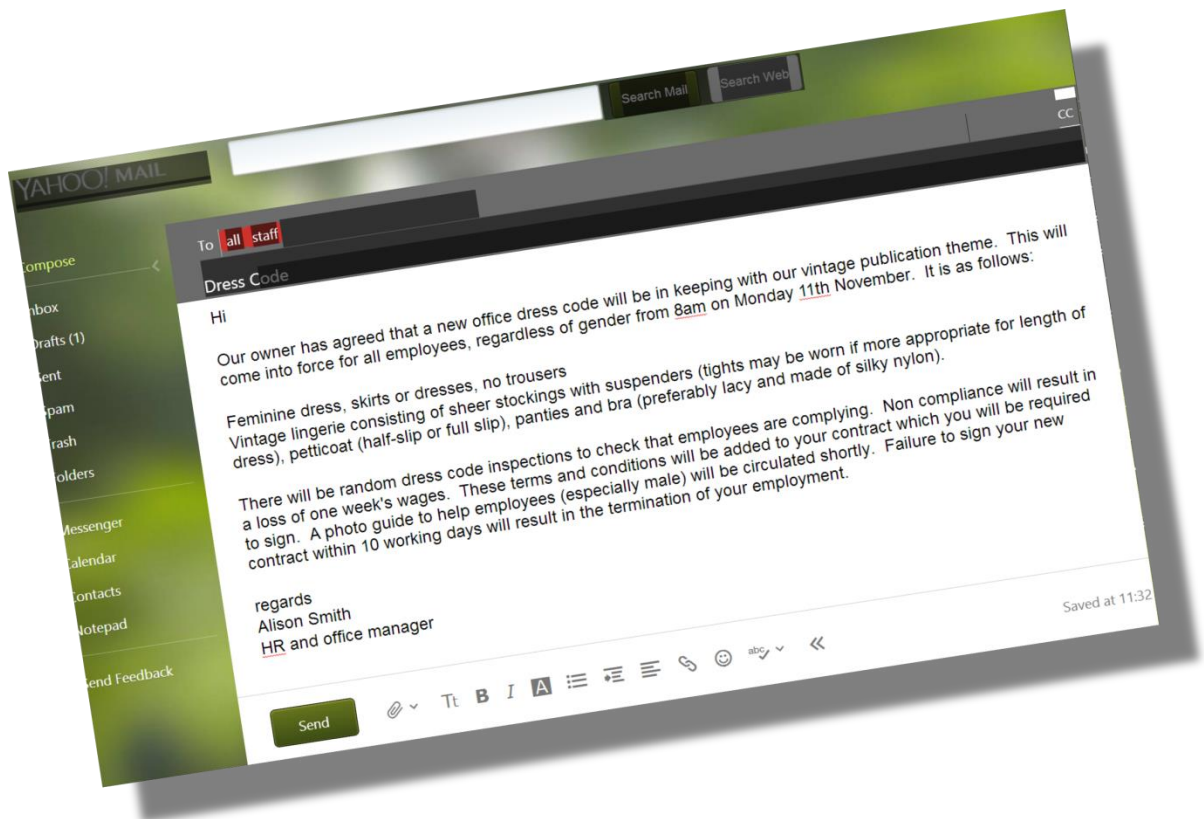 Search Mail
Search Web
YAHOO! MAIL
CC
To all staff
Dress Code
Compose
nbox
Drafts (1)
Sent
Spam
rash
olders
Messenger
Calendar
Contacts
Notepad
end Feedback
Hi
Our owner has agreed that a new office dress code will be in keeping with our vintage publication theme.  This will
come into force for all employees, regardless of gender from 8am on Monday 11th November.  It is as follows:
Feminine dress, skirts or dresses, no trousers
Vintage lingerie consisting of sheer stockings with suspenders (tights may be worn if more appropriate for length of
dress), petticoat (half-slip or full slip), panties and bra (preferably lacy and made of silky nylon).
There will be random dress code inspections to check that employees are complying.  Non compliance will result in
a loss of one week's wages.  These terms and conditions will be added to your contract which you will be required
to sign.  A photo guide to help employees (especially male) will be circulated shortly.  Failure to sign your new
contract within 10 working days will result in the termination of your employment.
regards
Alison Smith
HR and office manager
Saved at 11:32
Send
Tt B I A abc